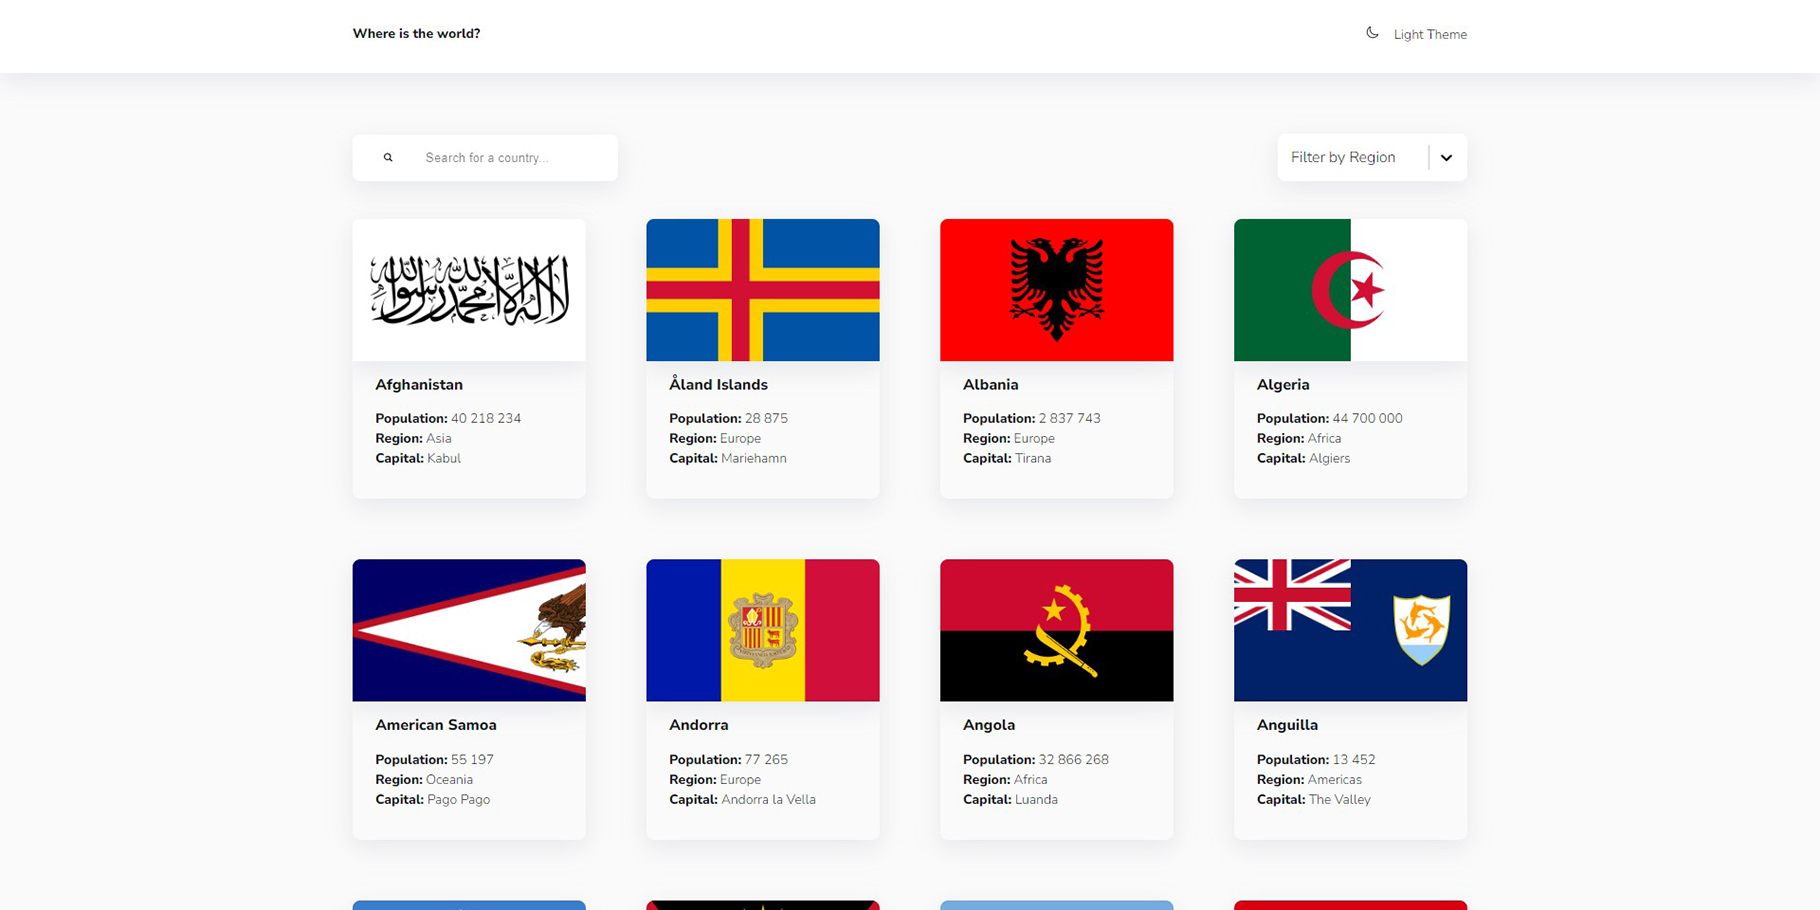 Where is the world?
Light Theme
Search for a country...
Filter by Region
لا إله إلا الله محمد رسول الله
Afghanistan
Population: 40 218 234
Region: Asia
Capital: Kabul
Åland Islands
Population: 28 875
Region: Europe
Capital: Mariehamn
Albania
Population: 2 837 743
Region: Europe
Capital: Tirana
Algeria
Population: 44 700 000
Region: Africa
Capital: Algiers
American Samoa
Population: 55 197
Region: Oceania
Capital: Pago Pago
Andorra
Population: 77 265
Region: Europe
Capital: Andorra la Vella
Angola
Population: 32 866 268
Region: Africa
Capital: Luanda
Anguilla
Population: 13 452
Region: Americas
Capital: The Valley